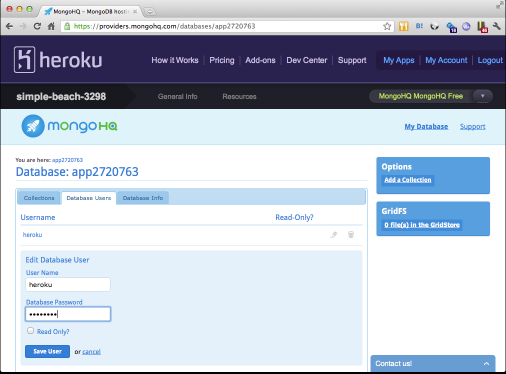 MongoHQ – MongoDB hostin
https://providers.mongohq.com/databases/app2720763
heroku
How it Works
Pricing
Add-ons
Dev Center
Support
My Apps
My Account
Logout
simple-beach-3298
General Info
Resources
MongoHQ MongoHQ Free
mongoHQ
My Database
Support
You are here: app2720763
Database: app2720763
Collections
Database Users
Database Info
Username
Read-Only?
heroku
Edit Database User
User Name
heroku
Database Password
••••••••
Read Only?
Save User
or cancel
Options
Add a Collection
GridFS
0 file(s) in the GridStore
Contact us!